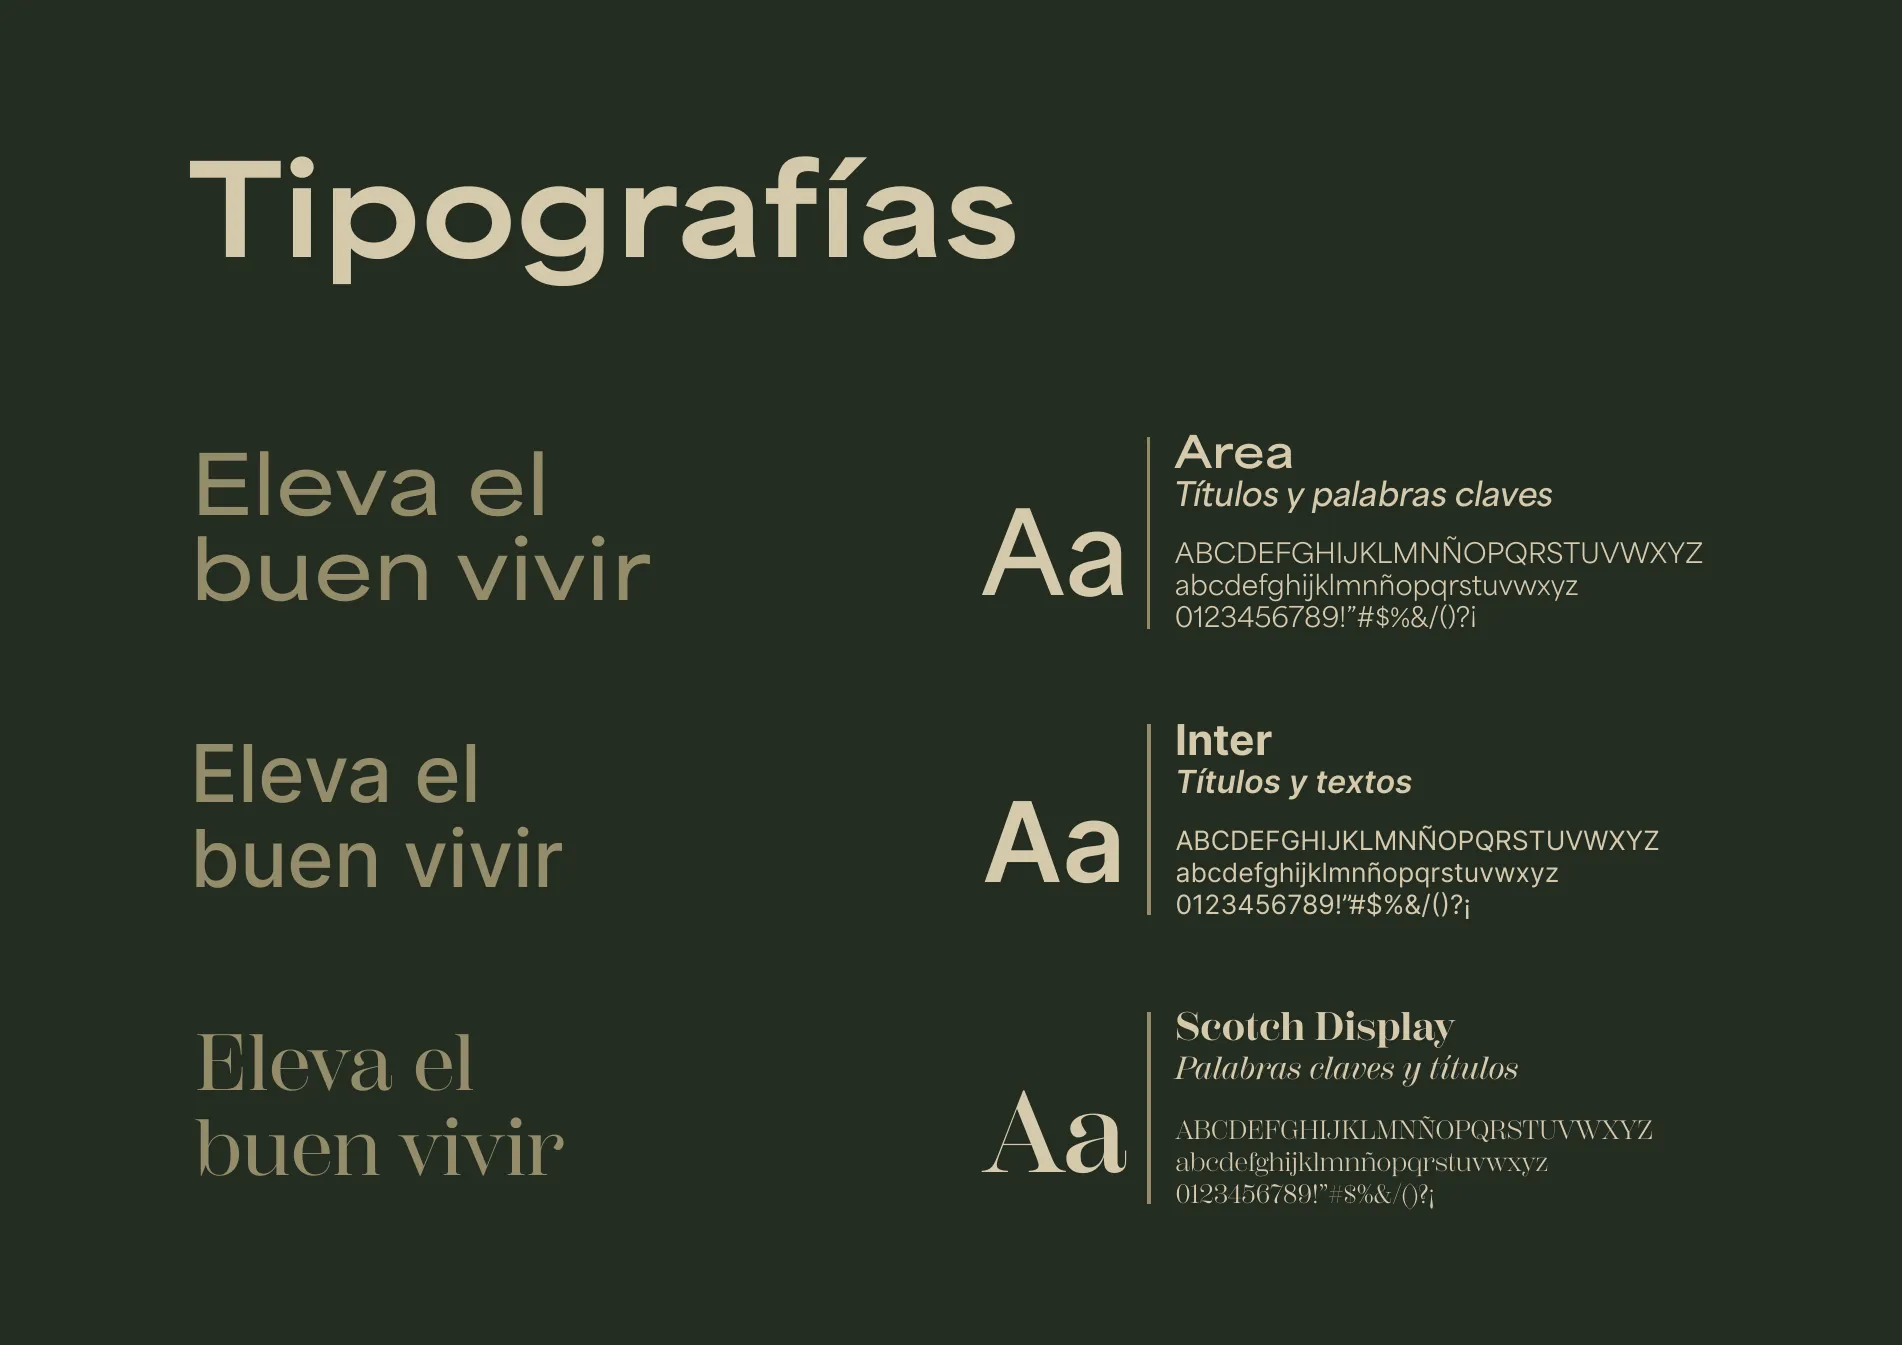 Tipografías
Eleva el
buen vivir
Aa
Area
Títulos y palabras claves
ABCDEFGHIJKLMNÑOPQRSTUVWXYZ
abcdefghijklmnñopqrstuvwxyz
0123456789!”#$%&/()?¡
Eleva el
buen vivir
Aa
Inter
Títulos y textos
ABCDEFGHIJKLMNÑOPQRSTUVWXYZ
abcdefghijklmnñopqrstuvwxyz
0123456789!”#$%&/()?¡
Eleva el
buen vivir
Aa
Scotch Display
Palabras claves y títulos
ABCDEFGHIJKLMNÑOPQRSTUVWXYZ
abcdefghijklmnñopqrstuvwxyz
0123456789!”#$%&/()?¡